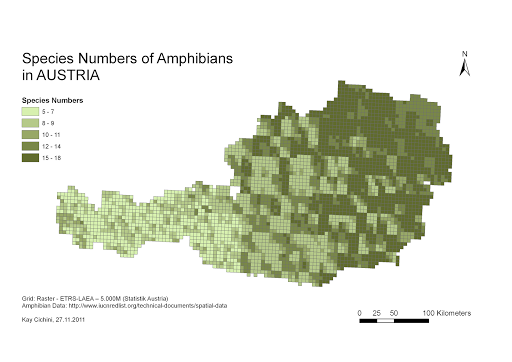 Species Numbers of Amphibians
in AUSTRIA
N
Species Numbers
5 - 7
8 - 9
10 - 11
12 - 14
15 - 18
Grid: Raster - ETRS-LAEA – 5.000M (Statistik Austria)
Amphibian Data: http://www.iucnredlist.org/technical-documents/spatial-data
Kay Cichini, 27.11.2011
0 25 50 100 Kilometers